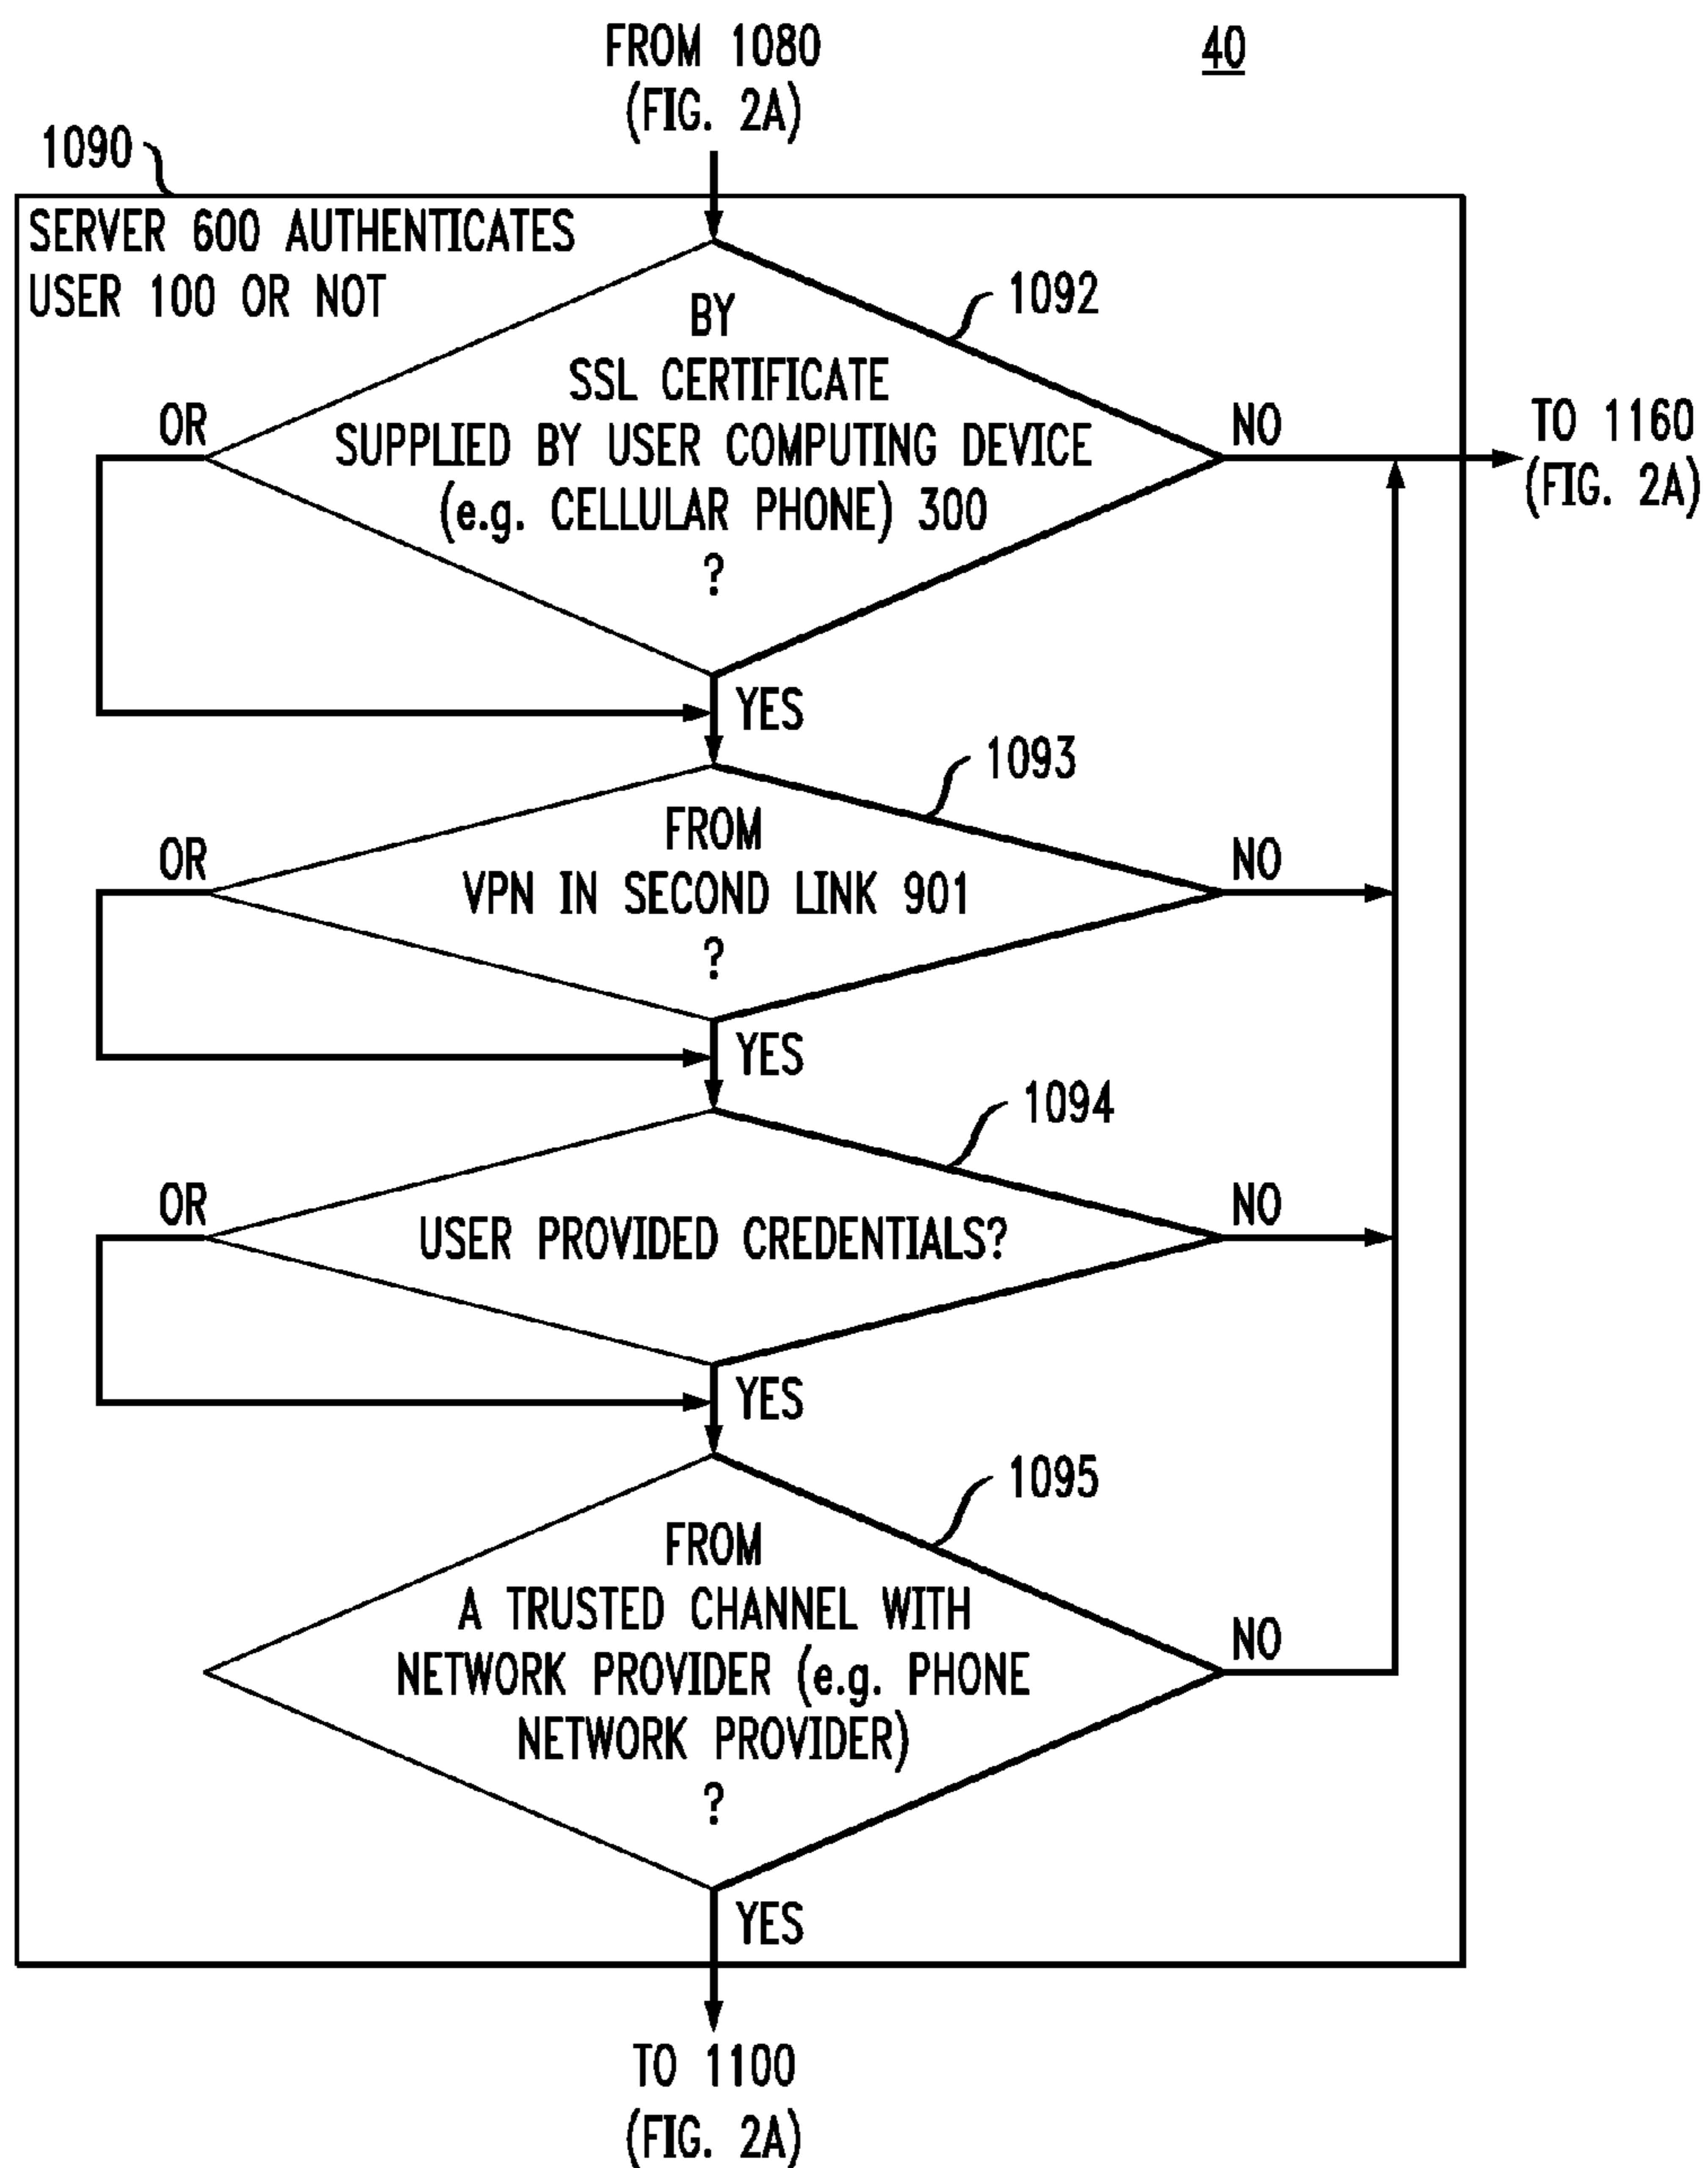 FROM 1080
(FIG. 2A)
40
1090
SERVER 600 AUTHENTICATES
USER 100 OR NOT
1092
BY
SSL CERTIFICATE
SUPPLIED BY USER COMPUTING DEVICE
(e.g. CELLULAR PHONE) 300
?
OR
NO
TO 1160
(FIG. 2A)
YES
1093
FROM
VPN IN SECOND LINK 901
?
OR
NO
YES
1094
USER PROVIDED CREDENTIALS?
OR
NO
YES
1095
FROM
A TRUSTED CHANNEL WITH
NETWORK PROVIDER (e.g. PHONE
NETWORK PROVIDER)
?
NO
YES
TO 1100
(FIG. 2A)